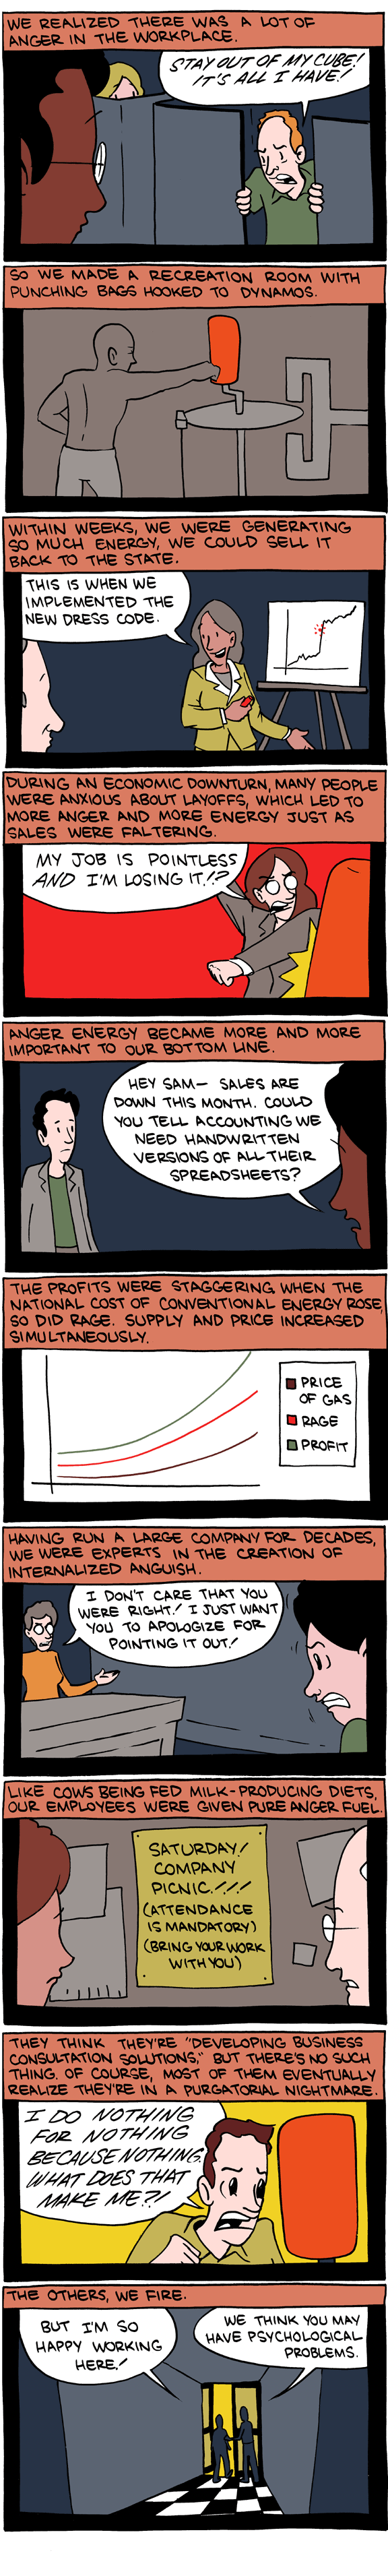 WE REALIZED THERE WAS A LOT OF
ANGER IN THE WORKPLACE.
STAY OUT OF MY CUBE!
IT'S ALL I HAVE!
SO WE MADE A RECREATION ROOM WITH
PUNCHING BAGS HOOKED TO DYNAMOS.
WITHIN WEEKS, WE WERE GENERATING
SO MUCH ENERGY, WE COULD SELL IT
BACK TO THE STATE.
THIS IS WHEN WE
IMPLEMENTED THE
NEW DRESS CODE.
DURING AN ECONOMIC DOWNTURN, MANY PEOPLE
WERE ANXIOUS ABOUT LAYOFFS, WHICH LED TO
MORE ANGER AND MORE ENERGY JUST AS
SALES WERE FALTERING.
MY JOB IS POINTLESS
AND I'M LOSING IT!?
ANGER ENERGY BECAME MORE AND MORE
IMPORTANT TO OUR BOTTOM LINE.
HEY SAM- SALES ARE
DOWN THIS MONTH. COULD
YOU TELL ACCOUNTING WE
NEED HANDWRITTEN
VERSIONS OF ALL THEIR
SPREADSHEETS?
THE PROFITS WERE STAGGERING. WHEN THE
NATIONAL COST OF CONVENTIONAL ENERGY ROSE,
SO DID RAGE. SUPPLY AND PRICE INCREASED
SIMULTANEOUSLY.
PRICE
OF GAS
RAGE
PROFIT
HAVING RUN A LARGE COMPANY FOR DECADES,
WE WERE EXPERTS IN THE CREATION OF
INTERNALIZED ANGUISH.
I DON'T CARE THAT YOU
WERE RIGHT! I JUST WANT
YOU TO APOLOGIZE FOR
POINTING IT OUT!
LIKE COWS BEING FED MILK-PRODUCING DIETS,
OUR EMPLOYEES WERE GIVEN PURE ANGER FUEL.
SATURDAY!
COMPANY
PICNIC!!!!
(ATTENDANCE
IS MANDATORY)
(BRING YOUR WORK
WITH YOU)
THEY THINK THEY'RE "DEVELOPING BUSINESS
CONSULTATION SOLUTIONS," BUT THERE'S NO SUCH
THING. OF COURSE, MOST OF THEM EVENTUALLY
REALIZE THEY'RE IN A PURGATORIAL NIGHTMARE.
I DO NOTHING
FOR NOTHING
BECAUSE NOTHING.
WHAT DOES THAT
MAKE ME?!
THE OTHERS, WE FIRE.
BUT I'M SO
HAPPY WORKING
HERE!
WE THINK YOU MAY
HAVE PSYCHOLOGICAL
PROBLEMS.